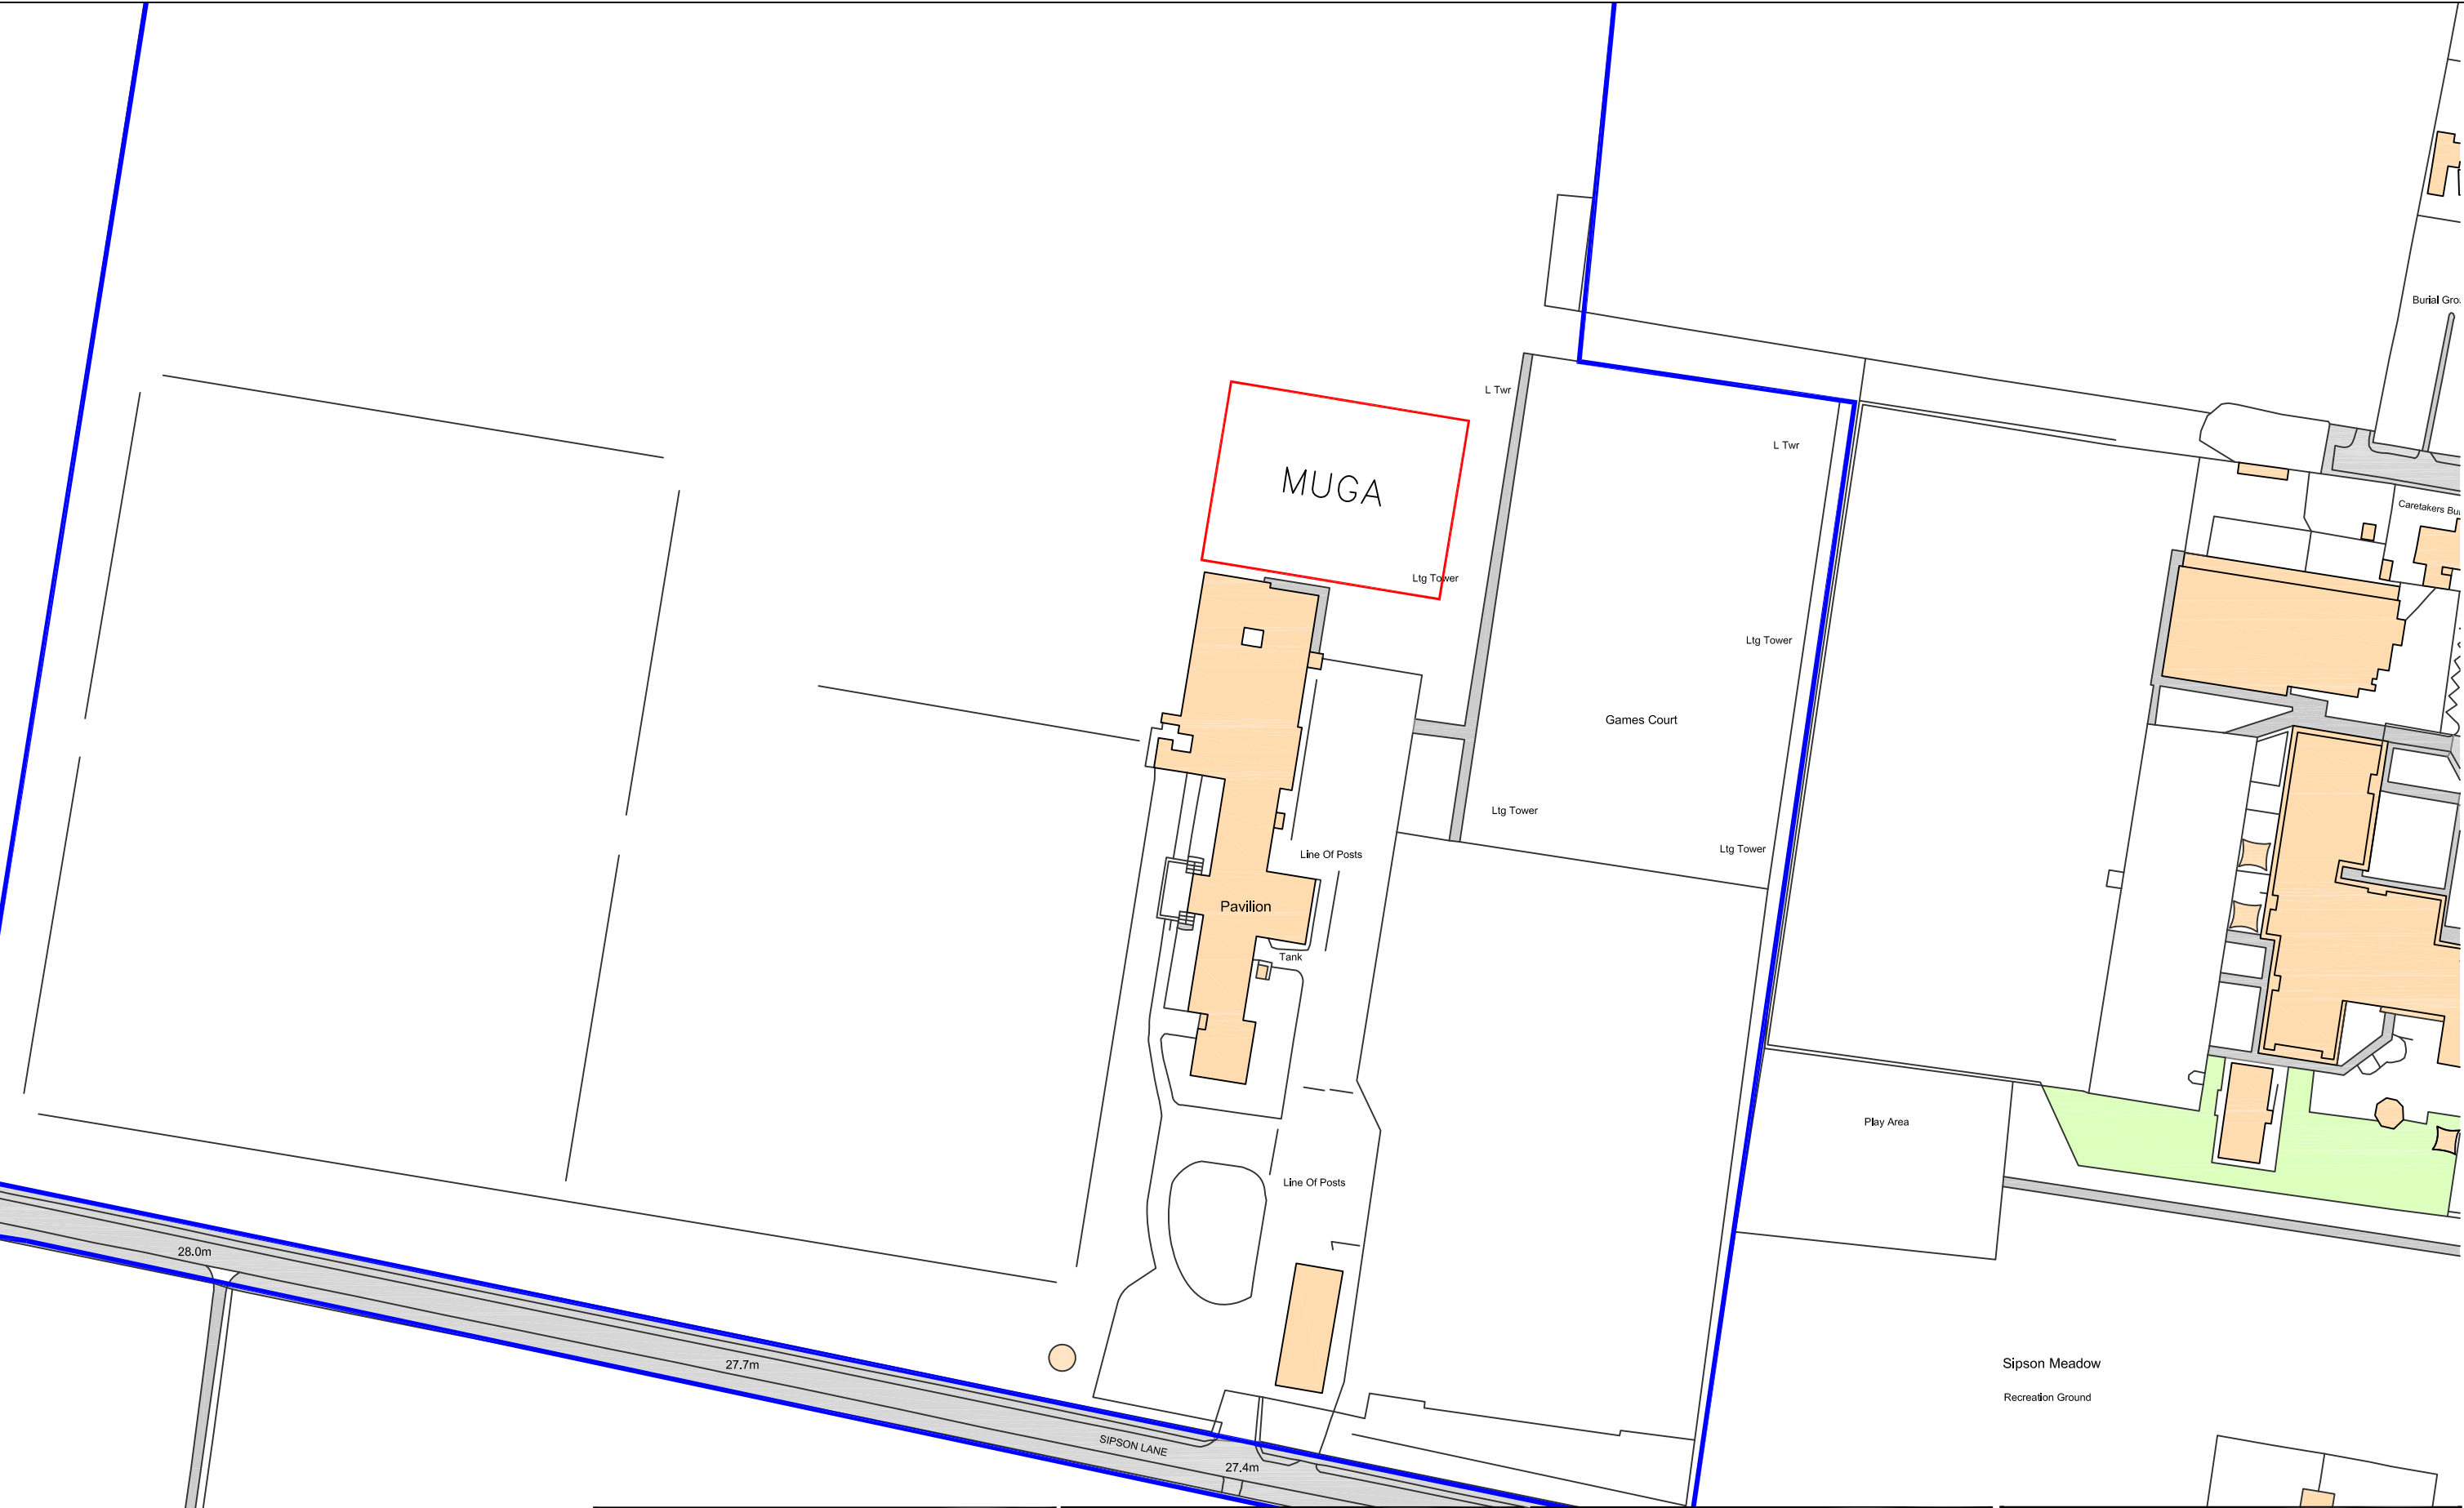 Burial Gro
L Twr
L Twr
MUGA
Caretakers Bu
Ltg Tower
Ltg Tower
Games Court
Ltg Tower
Ltg Tower
Line Of Posts
Pavilion
Tank
Play Area
Line Of Posts
28.0m
27.7m
Sipson Meadow
Recreation Ground
SIPSON LANE
27.4m